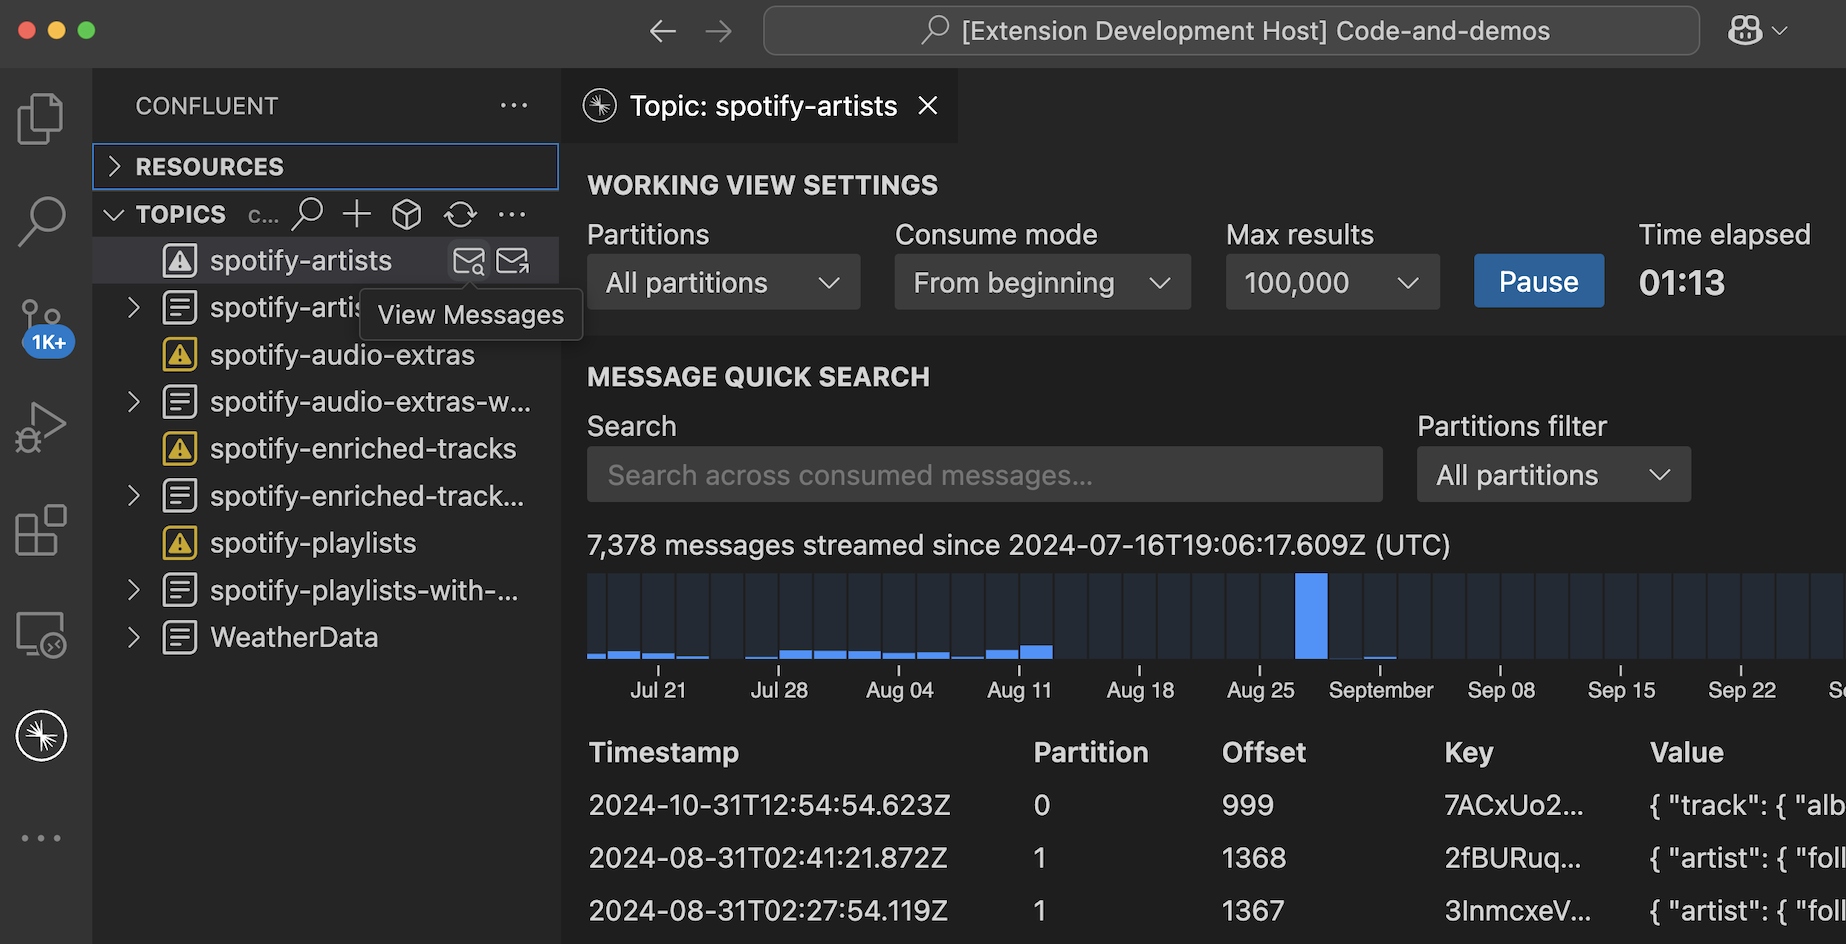 [Extension Development Host] Code-and-demos
CONFLUENT
RESOURCES
TOPICS c...
spotify-artists
spotify-artis
View Messages
spotify-audio-extras
spotify-audio-extras-w...
spotify-enriched-tracks
spotify-enriched-track...
spotify-playlists
spotify-playlists-with-...
WeatherData
1K+
Topic: spotify-artists
WORKING VIEW SETTINGS
Partitions Consume mode Max results Time elapsed
All partitions From beginning 100,000 Pause 01:13
MESSAGE QUICK SEARCH
Search Partitions filter
Search across consumed messages... All partitions
7,378 messages streamed since 2024-07-16T19:06:17.609Z (UTC)
Jul 21 Jul 28 Aug 04 Aug 11 Aug 18 Aug 25 September Sep 08 Sep 15 Sep 22
Timestamp Partition Offset Key Value
2024-10-31T12:54:54.623Z 0 999 7ACxUo2... { "track": { "alb
2024-08-31T02:41:21.872Z 1 1368 2fBURuq... { "artist": { "foll
2024-08-31T02:27:54.119Z 1 1367 3InmcxeV... { "artist": { "foll